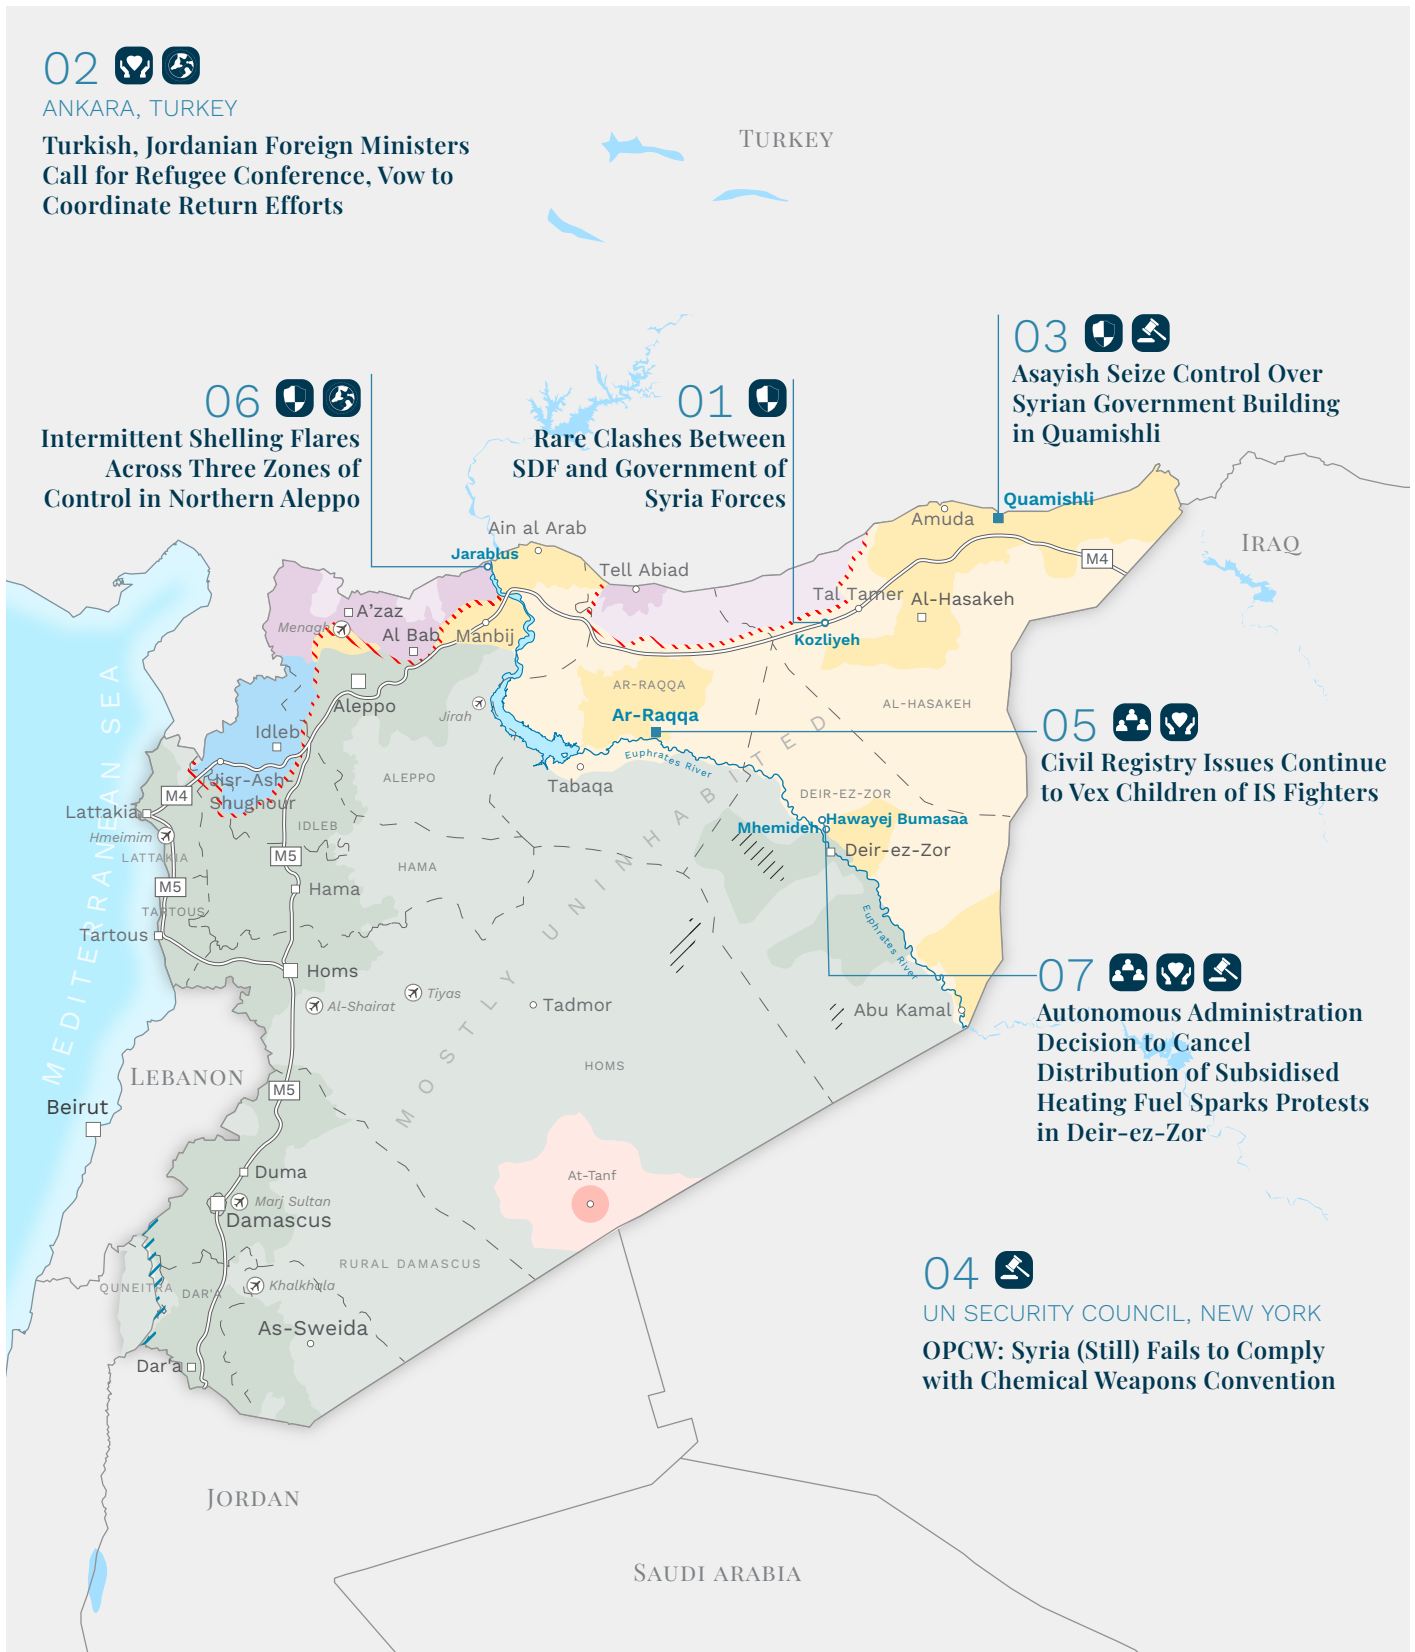 02
ANKARA, TURKEY
Turkish, Jordanian Foreign Ministers
Call for Refugee Conference, Vow to
Coordinate Return Efforts
TURKEY
03
Asayish Seize Control Over
Syrian Government Building
in Quamishli
06
Intermittent Shelling Flares
Across Three Zones of
Control in Northern Aleppo
01
Rare Clashes Between
SDF and Government of
Syria Forces
Quamishli
Amuda
Ain al Arab
IRAQ
Jarablus
M4
Tell Abiad
Tal Tamer
Al-Hasakeh
A'zaz
Menagh
Al Bab
Manbij
Kozliyeh
AR-RAQQA
AL-HASAKEH
Aleppo
Jirah
Ar-Raqqa
Idleb
05
Civil Registry Issues Continue
to Vex Children of IS Fighters
Euphrates River
ALEPPO
Jisr-Ash-
Shughour
Tabaqa
M4
DEIR-EZ-ZOR
Lattakia
Hawayej Bumasaa
Mhemideh
IDLEB
Hmeimim
Deir-ez-Zor
LATTAKIA
M5
HAMA
M5
Hama
TARTOUS
Tartous
Euphrates River
MEDITERRANEAN SEA
MOSTLY UNINHABITED
Homs
Tiyas
Al-Shairat
Tadmor
Abu Kamal
07
Autonomous Administration
Decision to Cancel
Distribution of Subsidised
Heating Fuel Sparks Protests
in Deir-ez-Zor
HOMS
LEBANON
M5
Beirut
Duma
At-Tanf
Marj Sultan
Damascus
RURAL DAMASCUS
QUNEITRA
DAR'A
Khalkhala
As-Sweida
Dar'a
04
UN SECURITY COUNCIL, NEW YORK
OPCW: Syria (Still) Fails to Comply
with Chemical Weapons Convention
JORDAN
SAUDI ARABIA